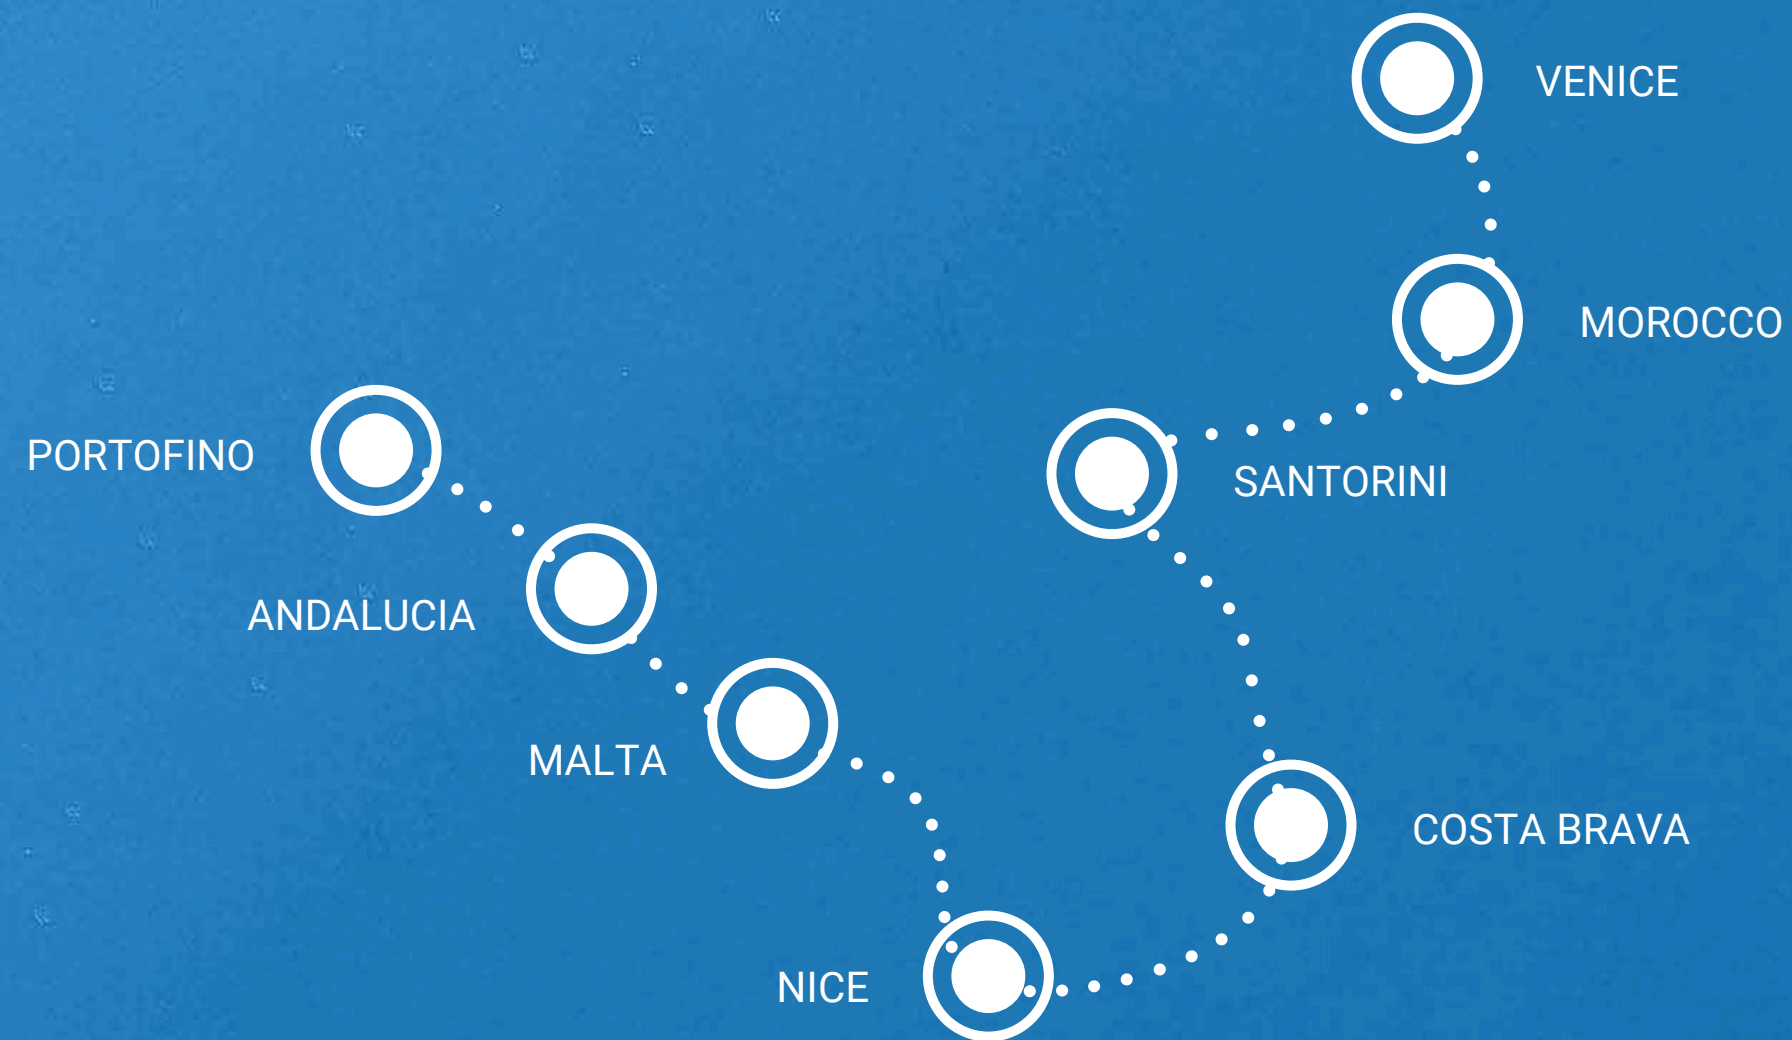 VENICE
MOROCCO
PORTOFINO
SANTORINI
ANDALUCIA
MALTA
COSTA BRAVA
NICE